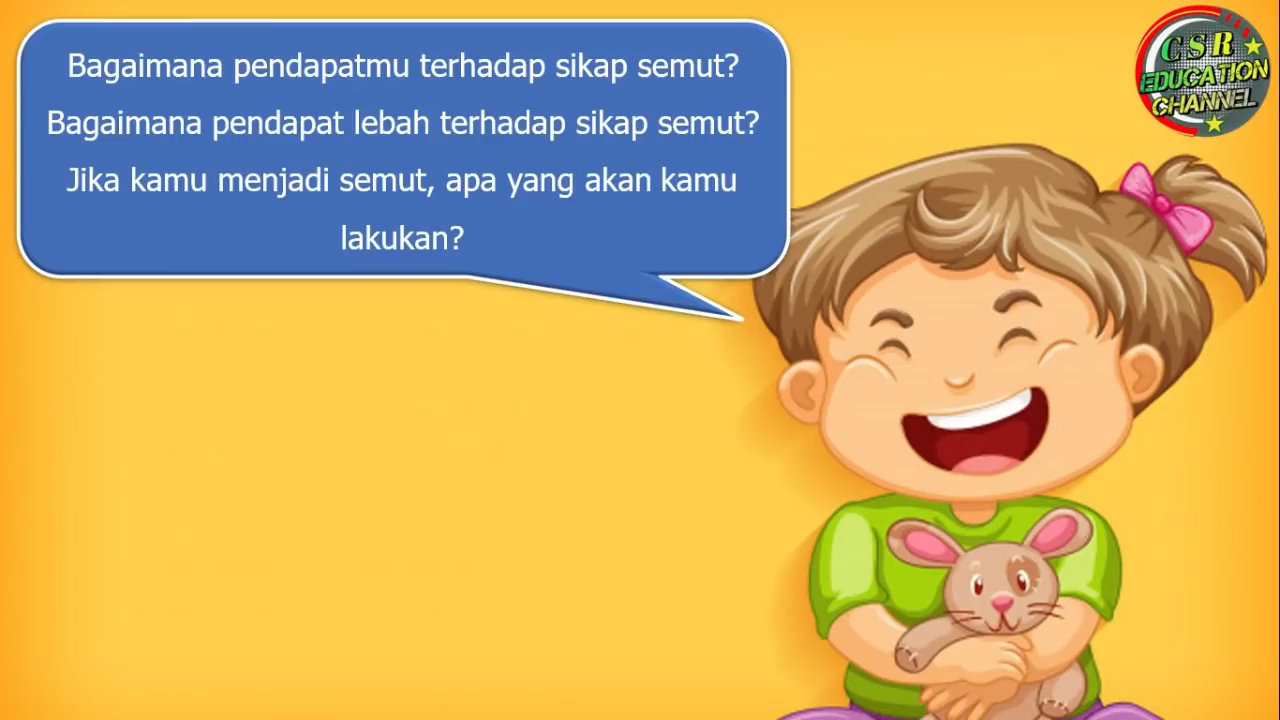 Bagaimana pendapatmu terhadap sikap semut?
Bagaimana pendapat lebah terhadap sikap semut?
Jika kamu menjadi semut, apa yang akan kamu
lakukan?
CSR
EDUCATION
CHANNEL